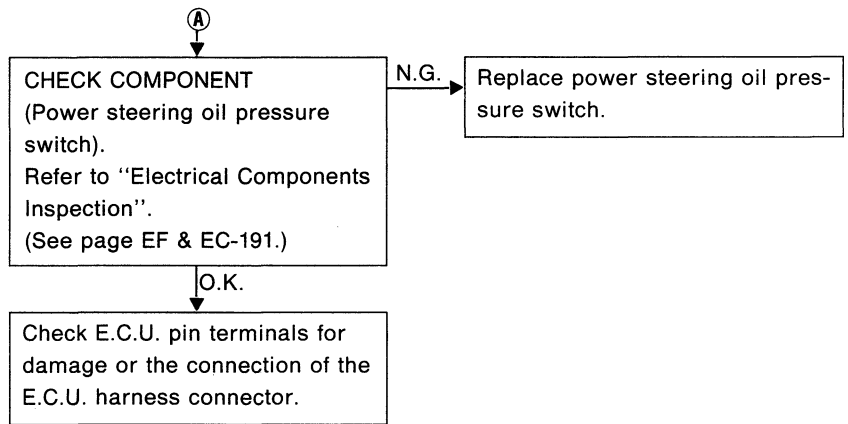 A
CHECK COMPONENT
(Power steering oil pressure
switch).
Refer to ‘‘Electrical Components
Inspection’’.
(See page EF & EC-191.)
N.G.
Replace power steering oil pres-
sure switch.
O.K.
Check E.C.U. pin terminals for
damage or the connection of the
E.C.U. harness connector.